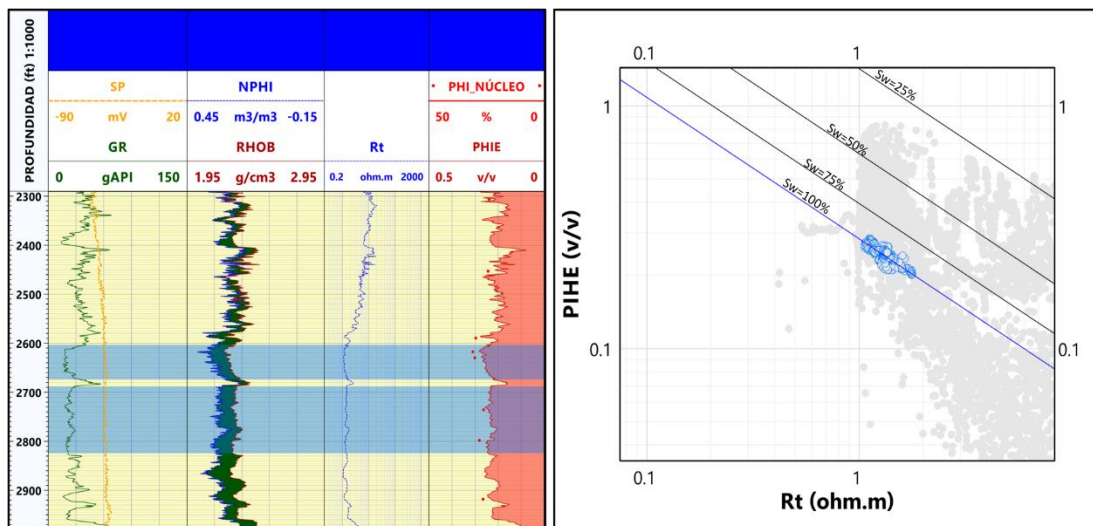 PROFUNDIDAD (ft) 1:1000
SP
-90 mV 20
GR
0 gAPI 150
NPHI
0.45 m3/m3 -0.15
RHOB
1.95 g/cm3 2.95
Rt
0.2 ohm.m 2000
PHI_NÚCLEO
50 % 0
PHIE
0.5 v/v 0
2300
2400
2500
2600
2700
2800
2900
0.1 1
1 1
Sw=25%
Sw=50%
Sw=75%
Sw=100%
PIHE (v/v)
0.1 0.1
0.1 1
Rt (ohm.m)